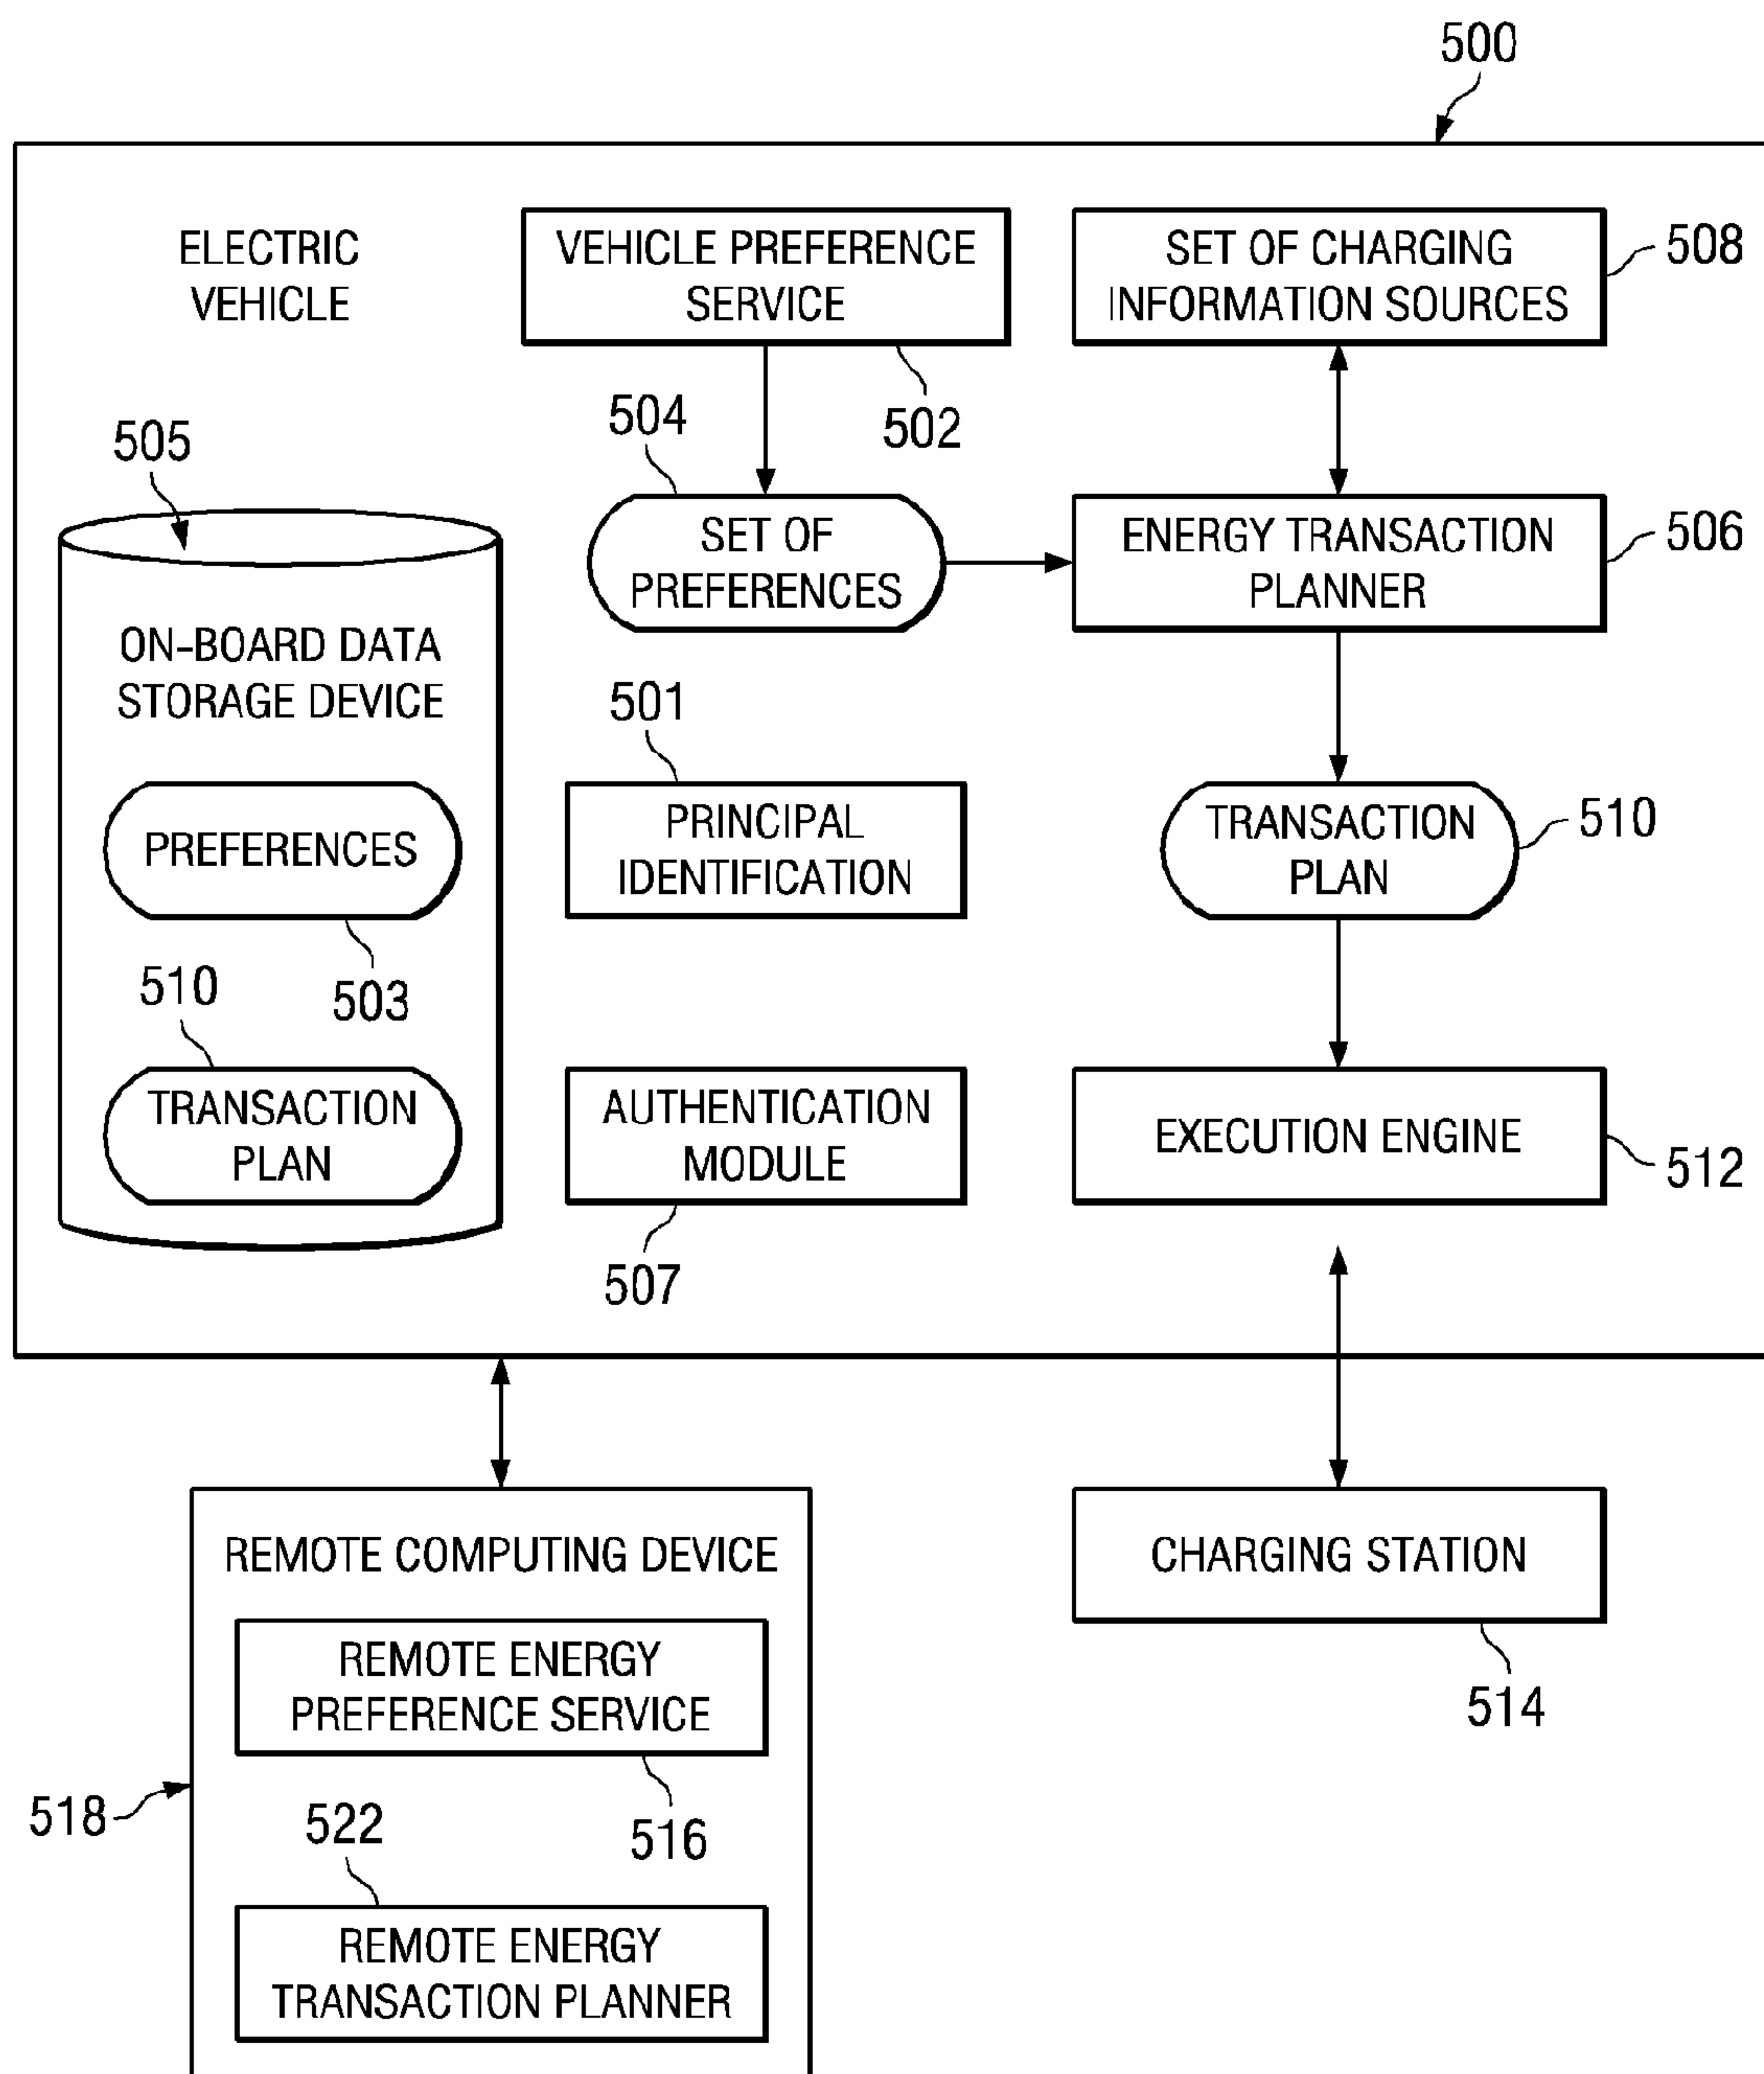 500
ELECTRIC
VEHICLE
VEHICLE PREFERENCE
SERVICE
502
SET OF CHARGING
INFORMATION SOURCES
508
505
504
SET OF
PREFERENCES
ENERGY TRANSACTION
PLANNER
506
ON-BOARD DATA
STORAGE DEVICE
501
PREFERENCES
503
PRINCIPAL
IDENTIFICATION
TRANSACTION
PLAN
510
510
TRANSACTION
PLAN
AUTHENTICATION
MODULE
507
EXECUTION ENGINE
512
REMOTE COMPUTING DEVICE
REMOTE ENERGY
PREFERENCE SERVICE
516
518
522
REMOTE ENERGY
TRANSACTION PLANNER
CHARGING STATION
514